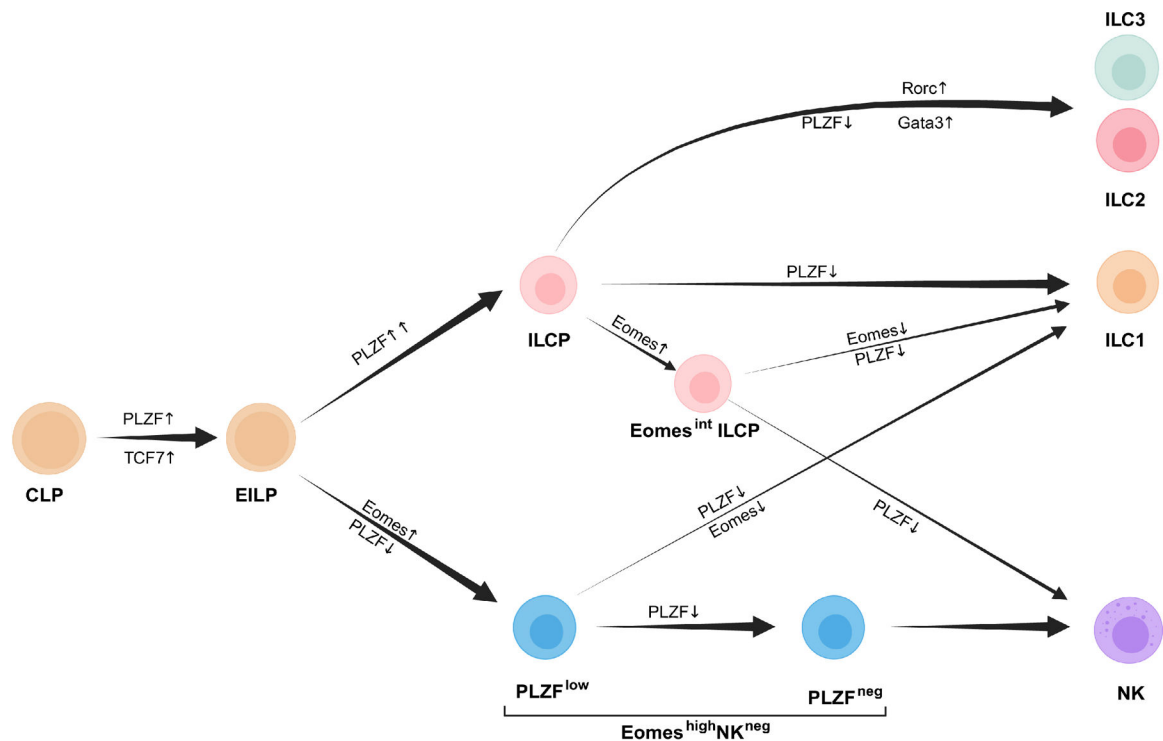 ILC3
Rorc↑
PLZF↓
Gata3↑
ILC2
PLZF↓
ILCP
ILC1
Eomes↑
Eomes↓
PLZF↓
PLZF↑↑
Eomes^int ILCP
PLZF↑
TCF7↑
CLP
EILP
Eomes↑
PLZF↓
PLZF↓
Eomes↓
PLZF↓
PLZF↓
PLZF^low
PLZF^neg
NK
Eomes^high NK^neg